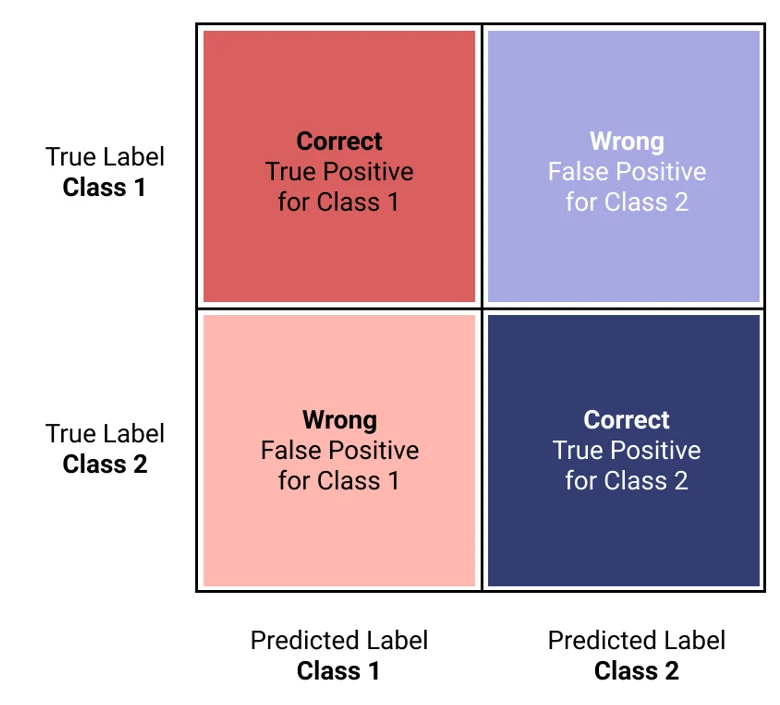 True Label
Class 1
Correct
True Positive
for Class 1
Wrong
False Positive
for Class 2
True Label
Class 2
Wrong
False Positive
for Class 1
Correct
True Positive
for Class 2
Predicted Label
Class 1
Predicted Label
Class 2